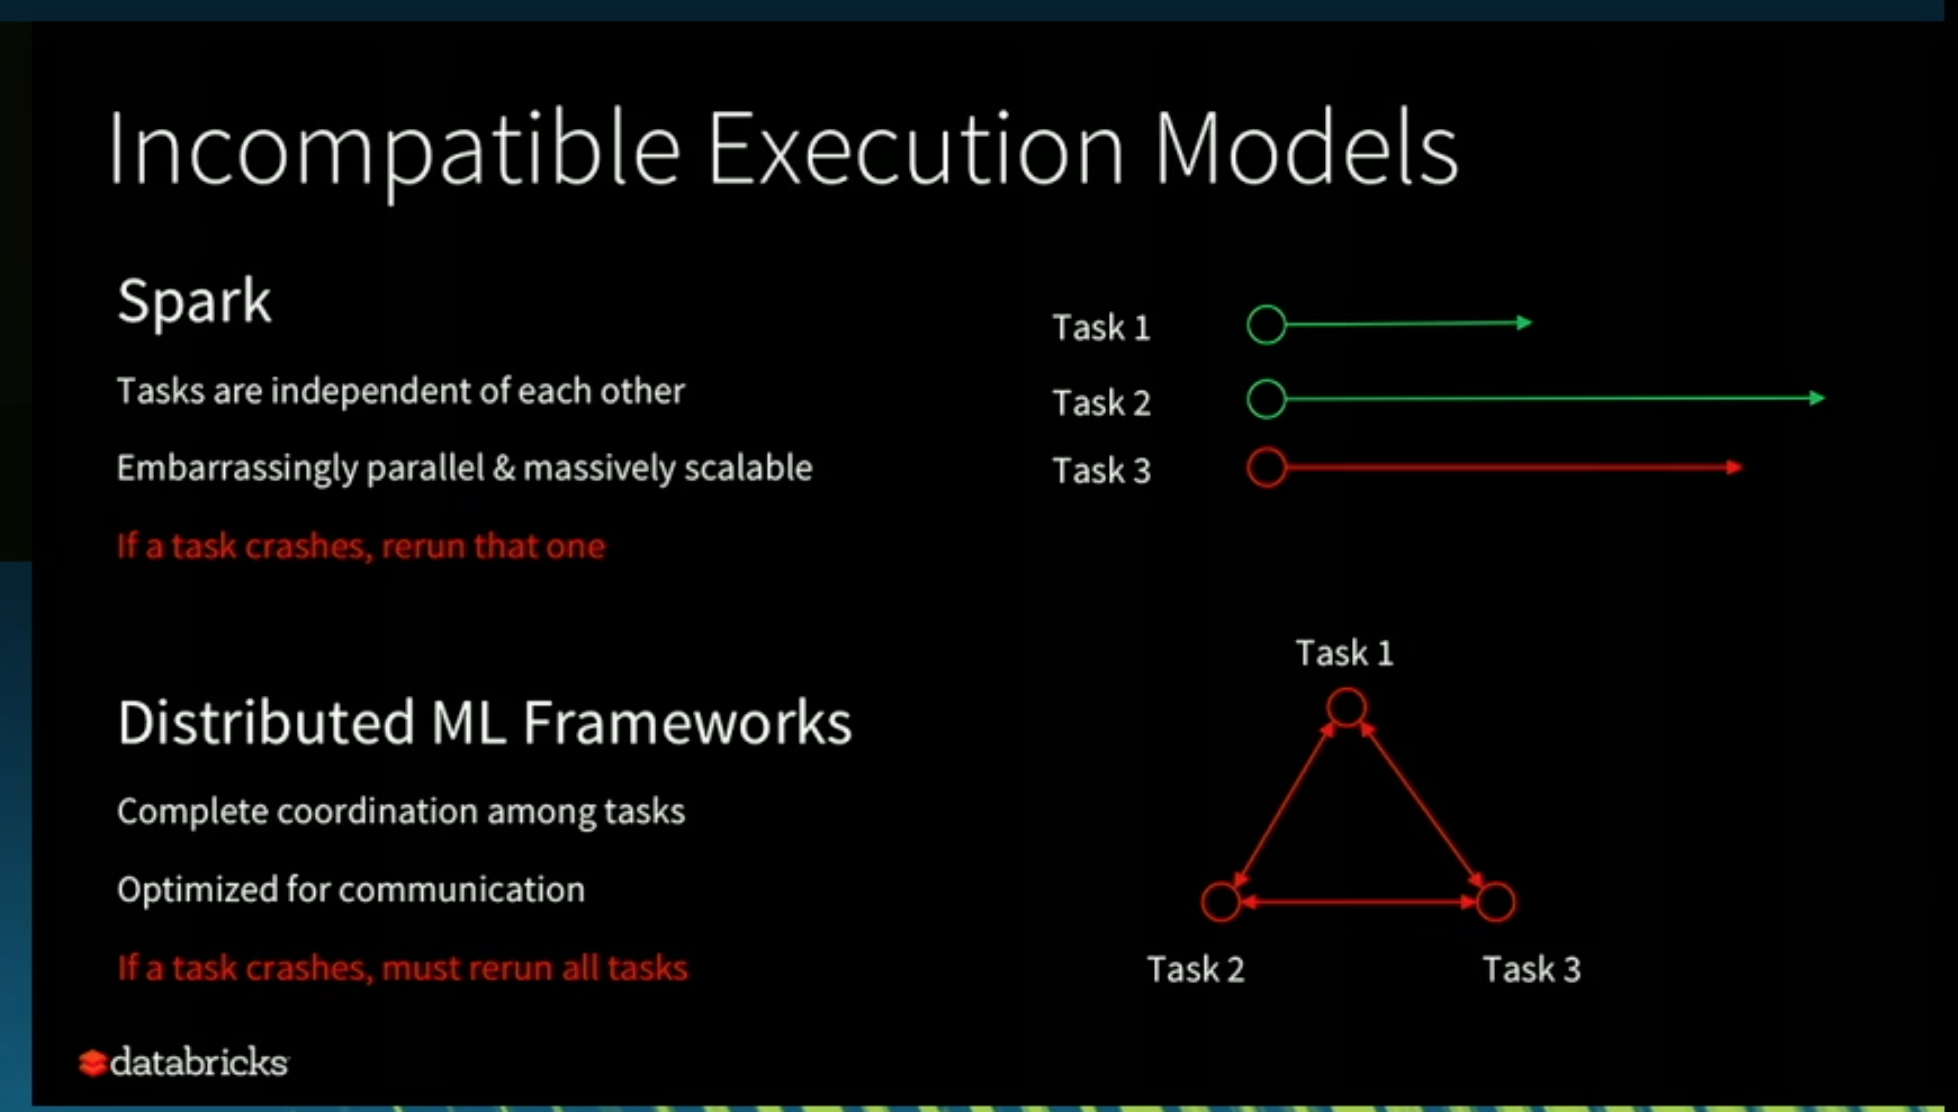 Incompatible Execution Models
Spark
Tasks are independent of each other
Embarrassingly parallel & massively scalable
If a task crashes, rerun that one
Task 1
Task 2
Task 3
Distributed ML Frameworks
Complete coordination among tasks
Optimized for communication
If a task crashes, must rerun all tasks
Task 1
Task 2
Task 3
databricks